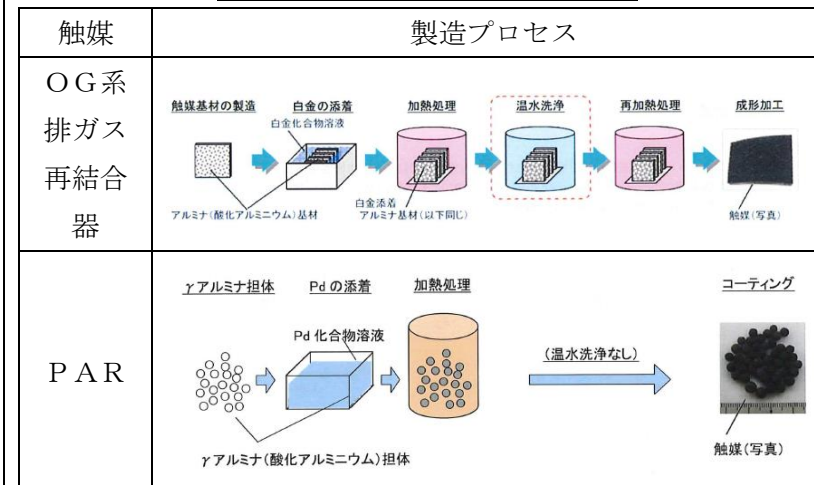 触媒
製造プロセス
OG系
排ガス
再結合
器
触媒基材の製造
白金の添着
加熱処理
温水洗浄
再加熱処理
成形加工
白金化合物溶液
アルミナ(酸化アルミニウム)基材
白金添着
アルミナ基材(以下同じ)
触媒(写真)
PAR
γアルミナ担体
Pdの添着
加熱処理
コーティング
Pd化合物溶液
(温水洗浄なし)
γアルミナ(酸化アルミニウム)担体
触媒(写真)